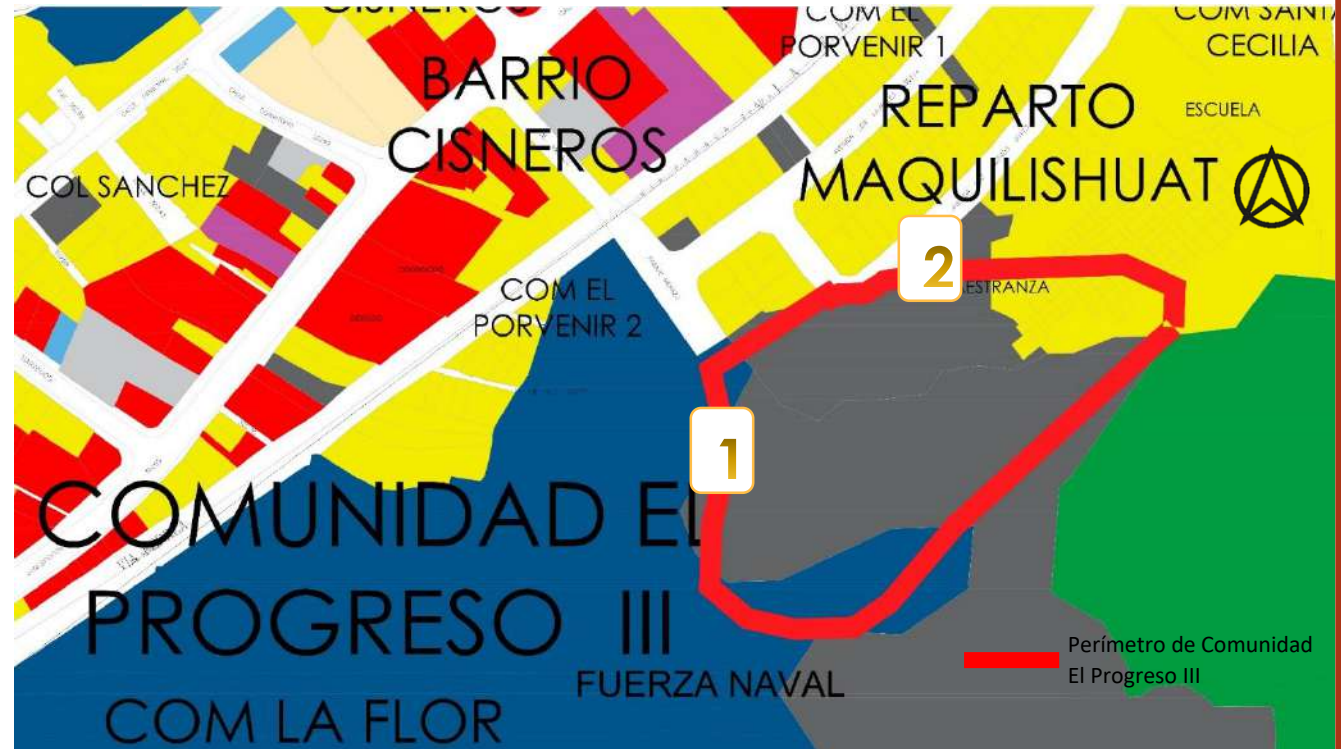 CISNEROS
COM EL
PORVENIR 1
COM SANTA
CECILIA
BARRIO
CISNEROS
REPARTO
MAQUILISHUAT
ESCUELA
COL SANCHEZ
2
ESTRANZA
COM EL
PORVENIR 2
1
COMUNIDAD EL
PROGRESO III
FUERZA NAVAL
COM LA FLOR
Perímetro de Comunidad
El Progreso III